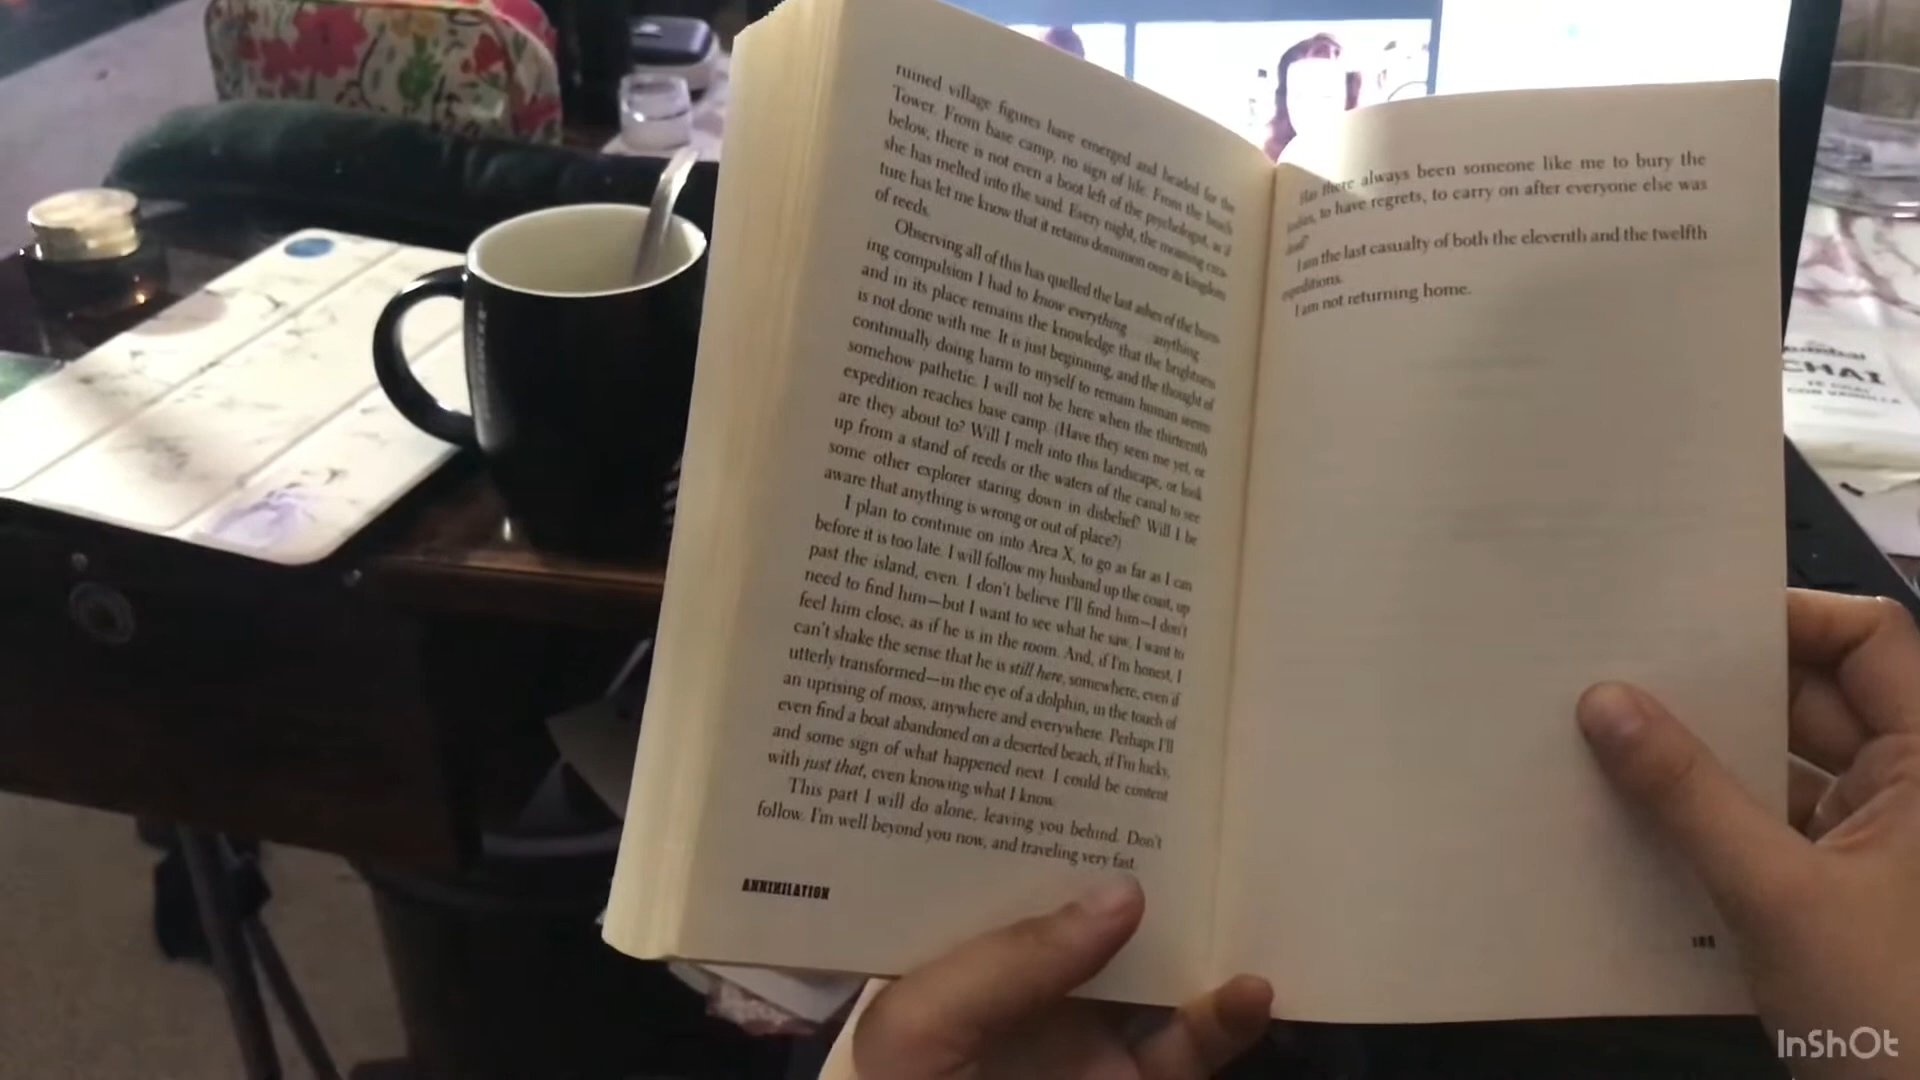 ruined village figures have emerged and headed for the
Tower. From base camp, no sign of life. From the beach
below, there is not even a boot left of the psychologist, as if
she has melted into the sand. Every night, the moaning crea-
ture has let me know that it retains dominion over its kingdom
of reeds.
Observing all of this has quelled the last ashes of the burn-
ing compulsion I had to know everything . . . anything . . .
and in its place remains the knowledge that the brightness
is not done with me. It is just beginning, and the thought of
continually doing harm to myself to remain human seems
somehow pathetic. I will not be here when the thirteenth
expedition reaches base camp. (Have they seen me yet, or
are they about to? Will I melt into this landscape, or look
up from a stand of reeds or the waters of the canal to see
some other explorer staring down in disbelief? Will I be
aware that anything is wrong or out of place?)
I plan to continue on into Area X, to go as far as I can
before it is too late. I will follow my husband up the coast, up
past the island, even. I don't believe I'll find him—I don't
need to find him—but I want to see what he saw. I want to
feel him close, as if he is in the room. And, if I'm honest, I
can't shake the sense that he is still here, somewhere, even if
utterly transformed—in the eye of a dolphin, in the touch of
an uprising of moss, anywhere and everywhere. Perhaps I'll
even find a boat abandoned on a deserted beach, if I'm lucky,
and some sign of what happened next. I could be content
with just that, even knowing what I know.
This part I will do alone, leaving you behind. Don't
follow. I'm well beyond you now, and traveling very fast.
ANNIHILATION
Has there always been someone like me to bury the
bodies, to have regrets, to carry on after everyone else was
dead?
I am the last casualty of both the eleventh and the twelfth
expeditions.
I am not returning home.
CHAI
CON VAINILLA
InShOt